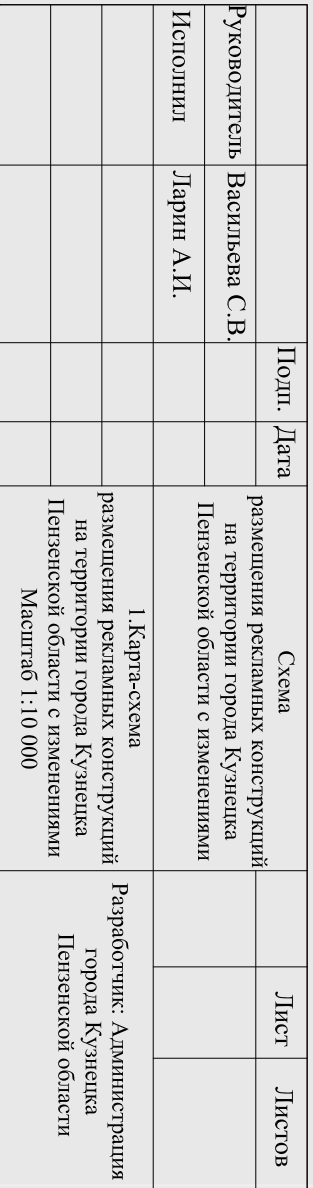 Подп. Дата
Руководитель Васильева С.В.
Исполнил Ларин А.И.
Схема
размещения рекламных конструкций
на территории города Кузнецка
Пензенской области с изменениями
Лист Листов
1.Карта-схема
размещения рекламных конструкций
на территории города Кузнецка
Пензенской области с изменениями
Масштаб 1:10 000
Разработчик: Администрация
города Кузнецка
Пензенской области